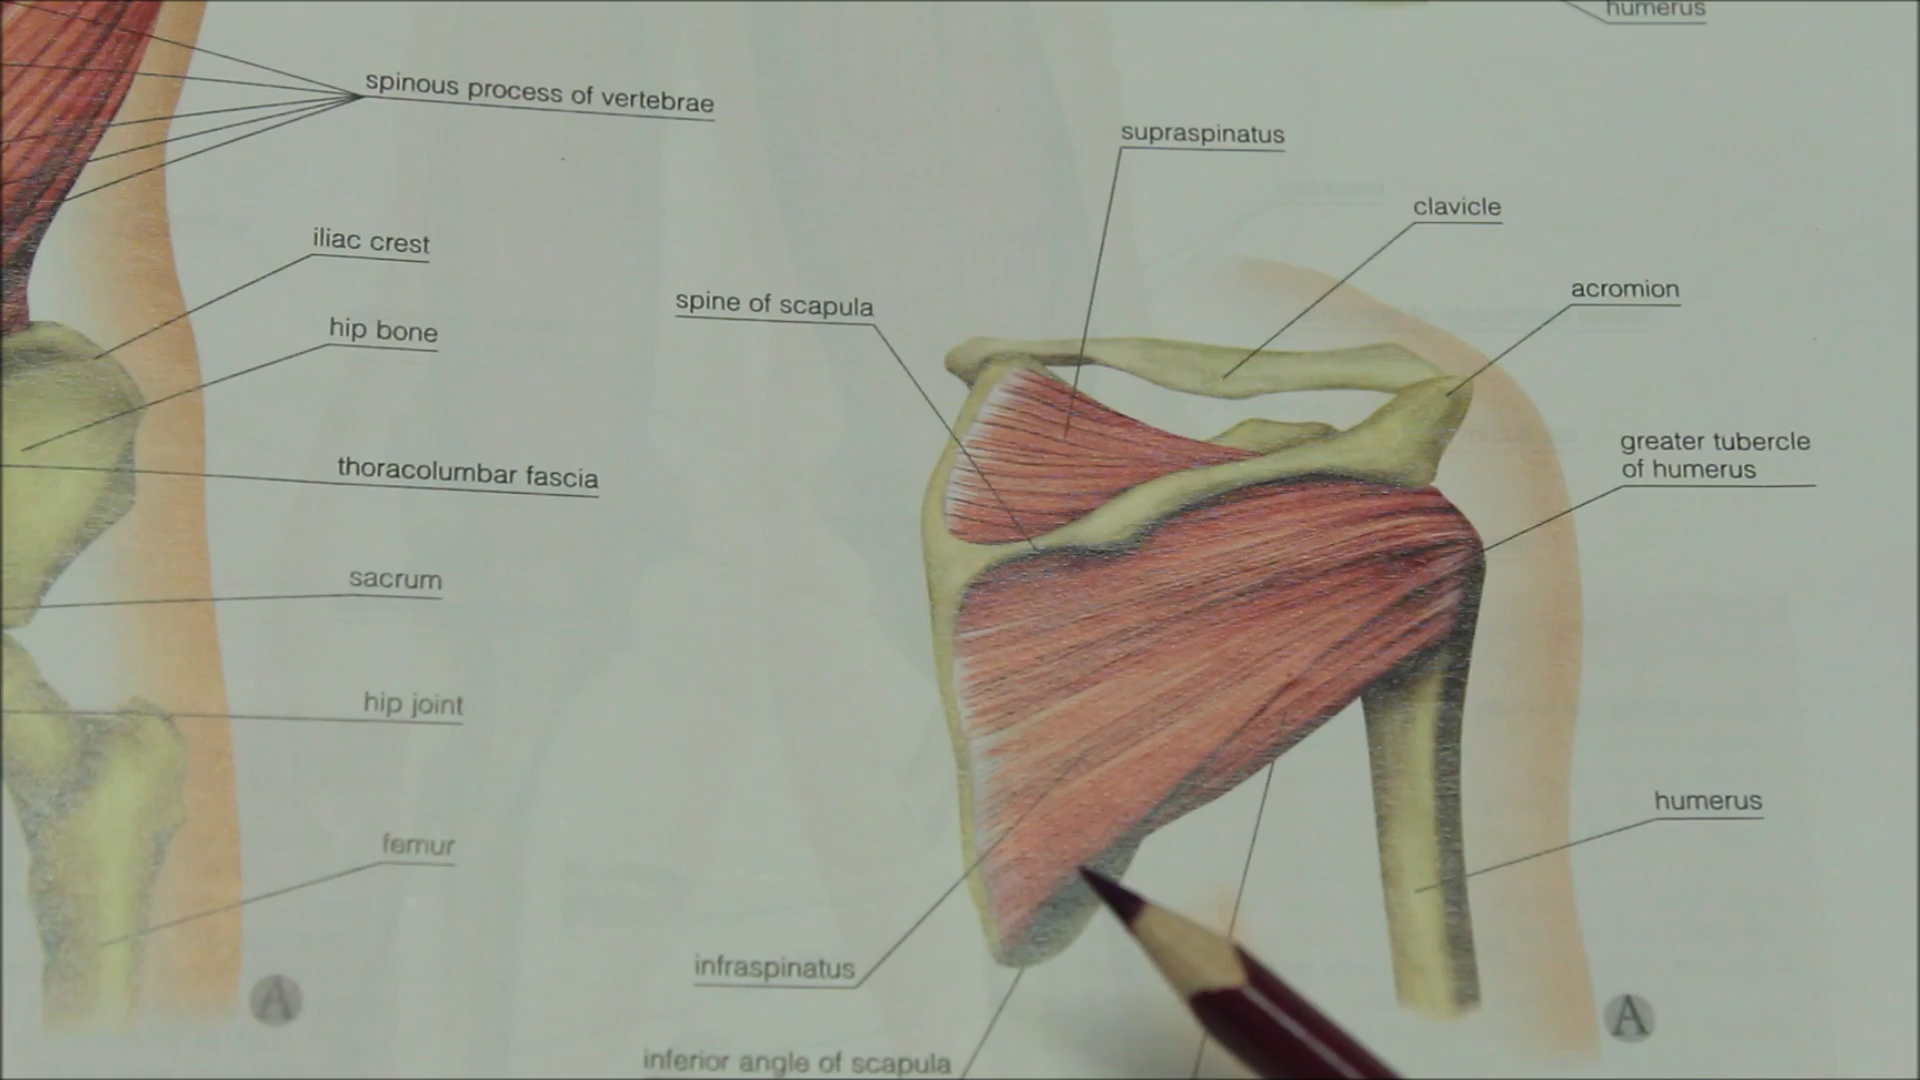 humerus
spinous process of vertebrae
supraspinatus
clavicle
iliac crest
acromion
spine of scapula
hip bone
greater tubercle
of humerus
thoracolumbar fascia
sacrum
hip joint
humerus
femur
infraspinatus
A
A
inferior angle of scapula